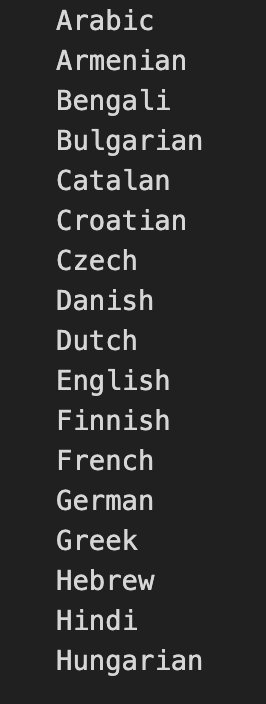 Arabic
Armenian
Bengali
Bulgarian
Catalan
Croatian
Czech
Danish
Dutch
English
Finnish
French
German
Greek
Hebrew
Hindi
Hungarian